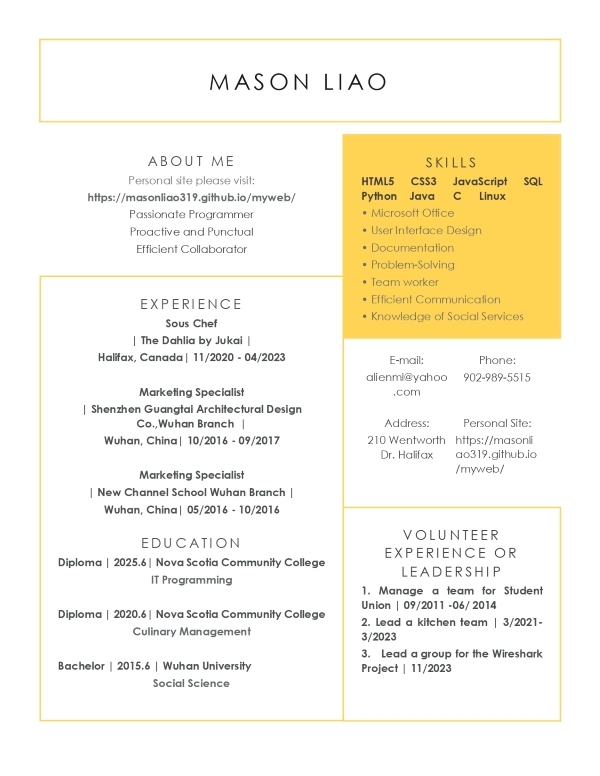 MASON LIAO
ABOUT ME
Personal site please visit:
https://masonliao319.github.io/myweb/
Passionate Programmer
Proactive and Punctual
Efficient Collaborator
EXPERIENCE
Sous Chef
| The Dahlia by Jukai |
Halifax, Canada| 11/2020 - 04/2023
Marketing Specialist
| Shenzhen Guangtai Architectural Design
Co.,Wuhan Branch |
Wuhan, China| 10/2016 - 09/2017
Marketing Specialist
| New Channel School Wuhan Branch |
Wuhan, China| 05/2016 - 10/2016
EDUCATION
Diploma | 2025.6| Nova Scotia Community College
IT Programming
Diploma | 2020.6| Nova Scotia Community College
Culinary Management
Bachelor | 2015.6 | Wuhan University
Social Science
SKILLS
HTML5 CSS3 JavaScript SQL
Python Java C Linux
• Microsoft Office
• User Interface Design
• Documentation
• Problem-Solving
• Team worker
• Efficient Communication
• Knowledge of Social Services
E-mail:
alienml@yahoo
.com
Phone:
902-989-5515
Address:
210 Wentworth
Dr. Halifax
Personal Site:
https://masonli
ao319.github.io
/myweb/
VOLUNTEER
EXPERIENCE OR
LEADERSHIP
1. Manage a team for Student
Union | 09/2011 -06/ 2014
2. Lead a kitchen team | 3/2021-
3/2023
3. Lead a group for the Wireshark
Project | 11/2023